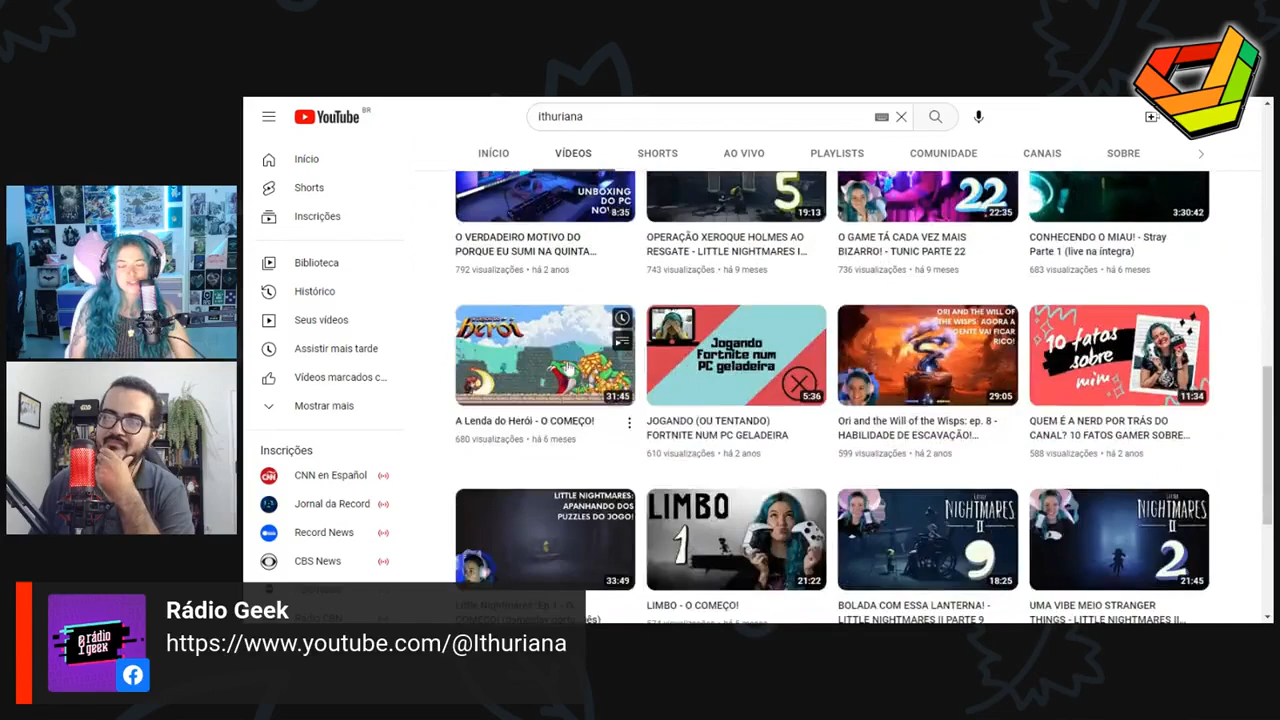 YouTube BR
Ithuriana
INÍCIO VÍDEOS SHORTS AO VIVO PLAYLISTS COMUNIDADE CANAIS SOBRE
Início
Shorts
Inscrições
Biblioteca
Histórico
Seus vídeos
Assistir mais tarde
Vídeos marcados c...
Mostrar mais
Inscrições
CNN en Español
Jornal da Record
Record News
CBS News
UNBOXING
DO PC
8:35
O VERDADEIRO MOTIVO DO
PORQUE EU SUMI NA QUINTA...
792 visualizações • há 2 anos
5
19:13
OPERAÇÃO XEROQUE HOLMES AO
RESGATE - LITTLE NIGHTMARES I...
743 visualizações • há 9 meses
22
22:35
O GAME TÁ CADA VEZ MAIS
BIZARRO! - TUNIC PARTE 22
736 visualizações • há 9 meses
3:30:42
CONHECENDO O MIAU! - Stray
Parte 1 (live na íntegra)
683 visualizações • há 6 meses
herói
31:45
A Lenda do Herói - O COMEÇO!
680 visualizações • há 6 meses
Jogando
Fortnite num
PC geladeira
5:36
JOGANDO (OU TENTANDO)
FORTNITE NUM PC GELADEIRA
610 visualizações • há 2 anos
ORI AND THE WILL OF
THE WISPS: AGORA A
GENTE VAI FICAR
RICO!
29:05
Ori and the Will of the Wisps: ep. 8 -
HABILIDADE DE ESCAVAÇÃO!...
599 visualizações • há 2 anos
10 fatos
sobre
mim
11:34
QUEM É A NERD POR TRÁS DO
CANAL? 10 FATOS GAMER SOBRE...
588 visualizações • há 2 anos
LITTLE NIGHTMARES:
APANHANDO DOS
PUZZLES DO JOGO!
33:49
LIMBO
1
21:22
LIMBO - O COMEÇO!
LITTLE
NIGHTMARES
II
9
18:25
BOLADA COM ESSA LANTERNA! -
LITTLE NIGHTMARES II PARTE 9
LITTLE
NIGHTMARES
II
2
21:45
UMA VIBE MEIO STRANGER
THINGS - LITTLE NIGHTMARES II...
rádio
geek
Rádio Geek
https://www.youtube.com/@Ithuriana